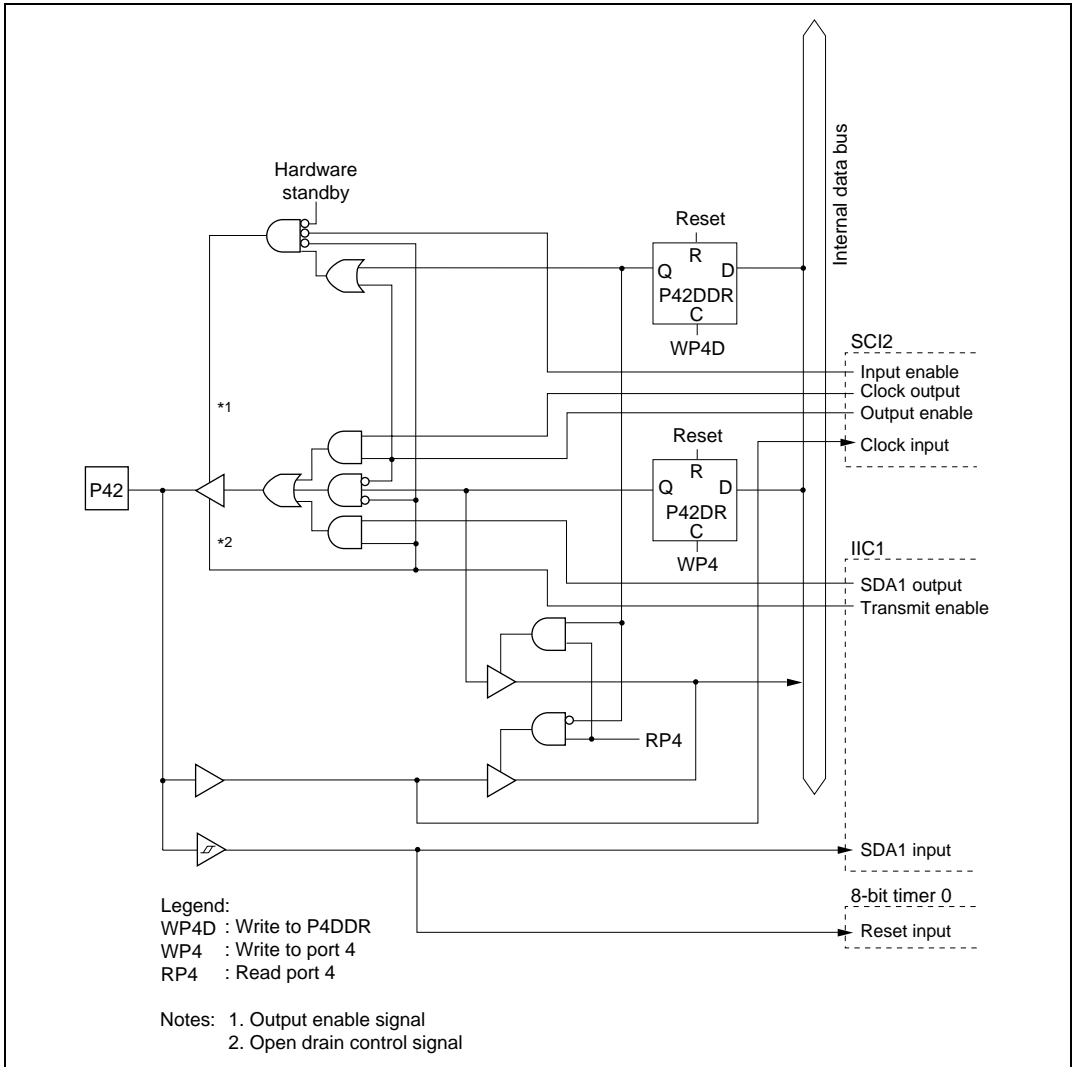 Hardware
standby
Internal data bus
Reset
R
Q D
P42DDR
C
WP4D
SCI2
Input enable
Clock output
Output enable
Clock input
*1
Reset
R
Q D
P42DR
C
WP4
P42
*2
IIC1
SDA1 output
Transmit enable
RP4
SDA1 input
8-bit timer 0
Reset input
Legend:
WP4D : Write to P4DDR
WP4 : Write to port 4
RP4 : Read port 4
Notes: 1. Output enable signal
2. Open drain control signal